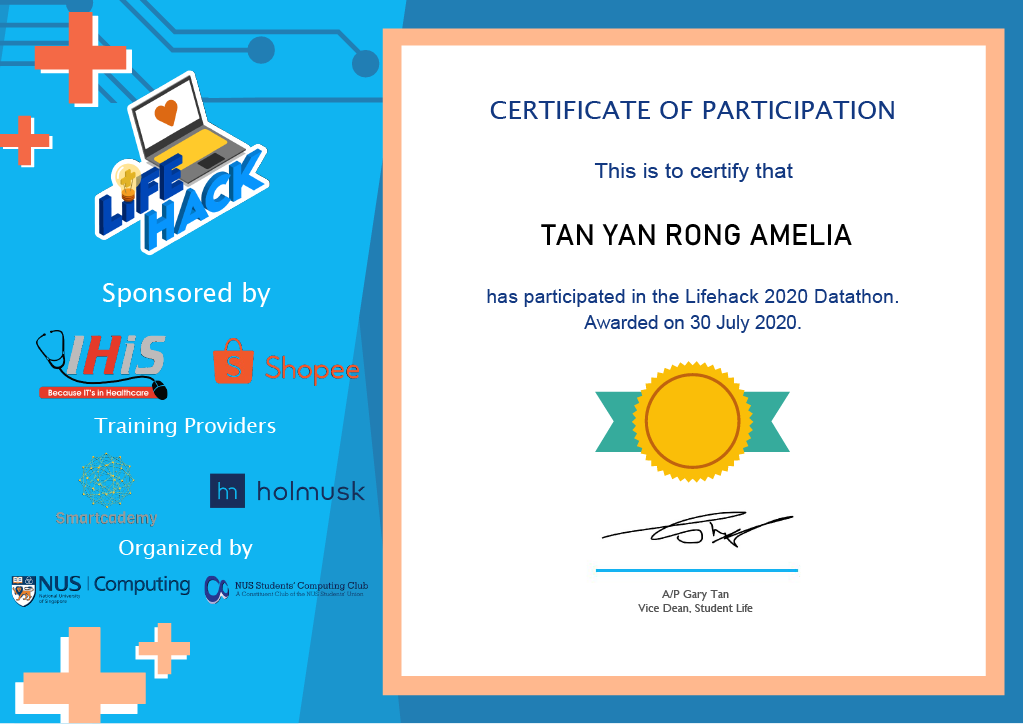 LIFE
HACK
Sponsored by
IHiS
Because IT's in Healthcare
Shopee
Training Providers
Smartcademy
holmusk
Organized by
NUS
National University
of Singapore
Computing
NUS Students' Computing Club
A Constituent Club of the NUS Students' Union
CERTIFICATE OF PARTICIPATION
This is to certify that
TAN YAN RONG AMELIA
has participated in the Lifehack 2020 Datathon.
Awarded on 30 July 2020.
A/P Gary Tan
Vice Dean, Student Life